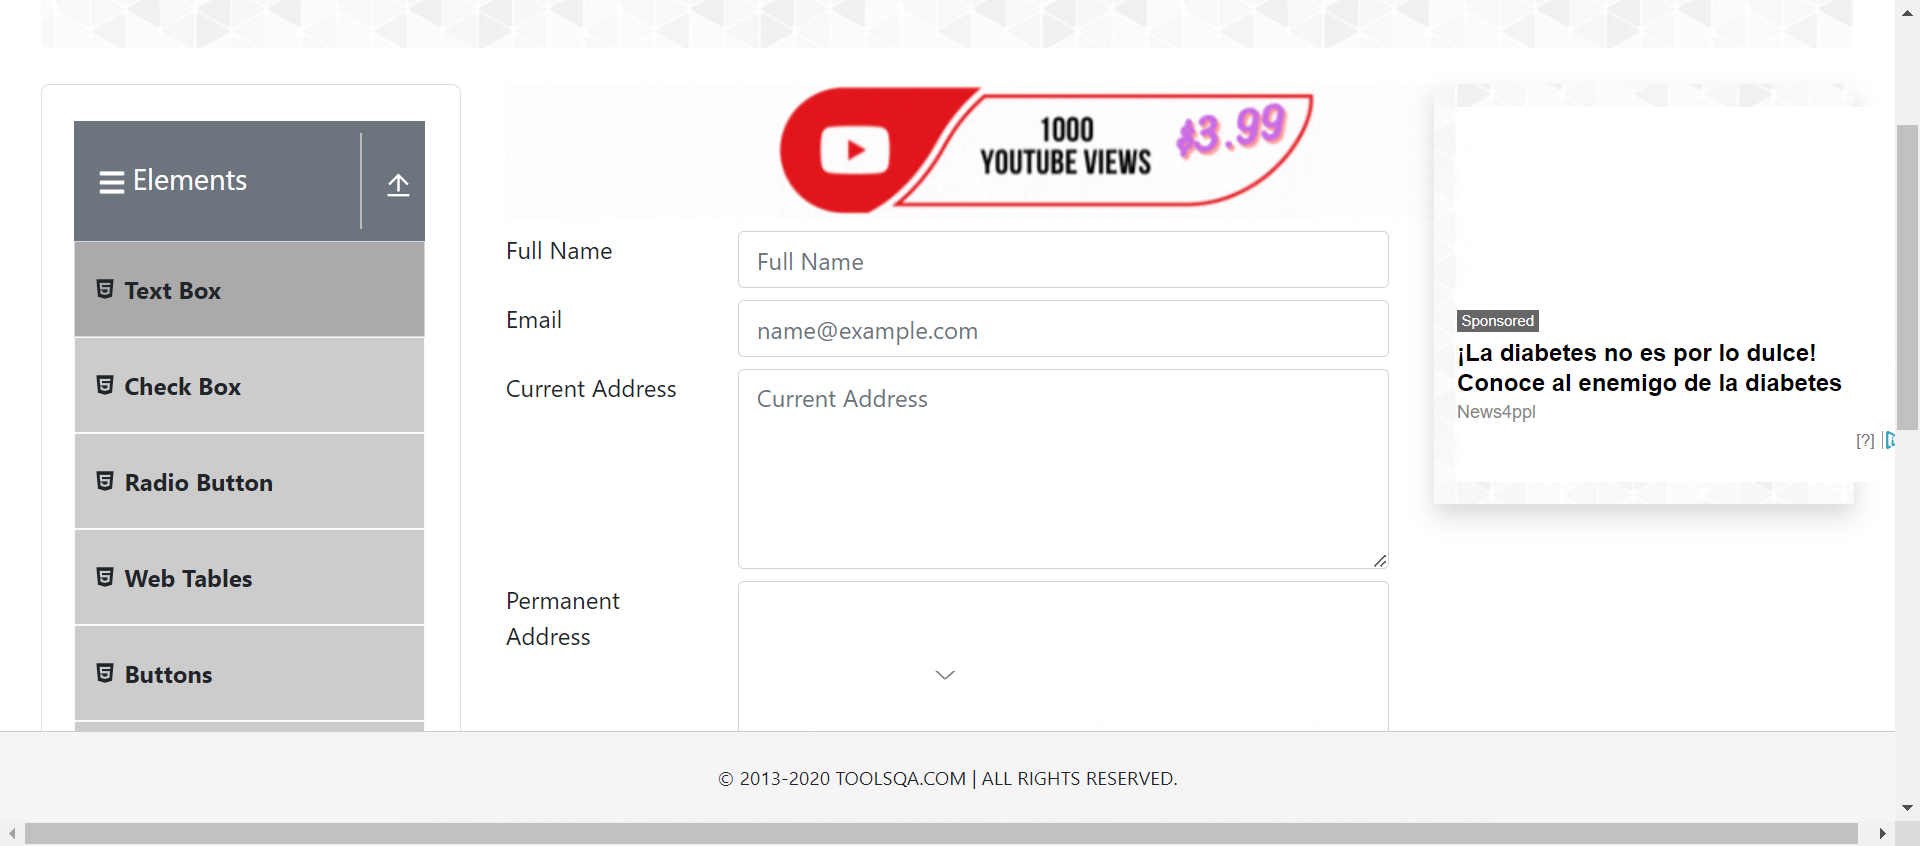 Elements
Text Box
Check Box
Radio Button
Web Tables
Buttons
1000
YOUTUBE VIEWS
$3.99
Full Name
Full Name
Email
name@example.com
Current Address
Current Address
Permanent
Address
Sponsored
¡La diabetes no es por lo dulce!
Conoce al enemigo de la diabetes
News4ppl
[?]
© 2013-2020 TOOLSQA.COM | ALL RIGHTS RESERVED.